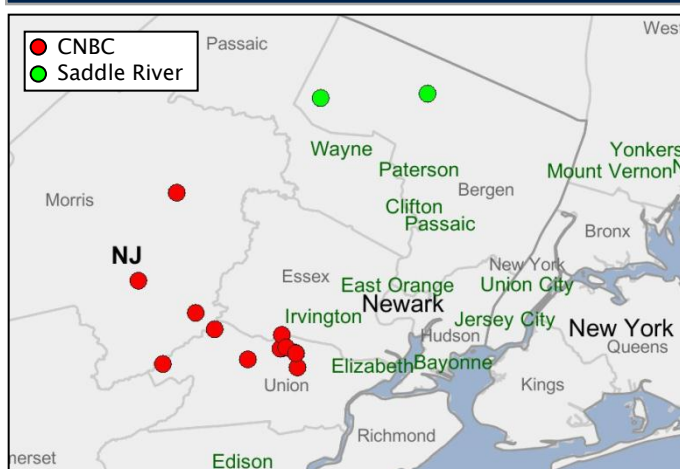 CNBC
Saddle River
Passaic
West
Wayne
Paterson
Yonkers
Mount Vernon
Morris
Bergen
Clifton
Passaic
Bronx
NJ
Essex
New York
East Orange
Union City
Newark
Irvington
Jersey City
New York
Hudson
Queens
Elizabeth
Bayonne
Union
Kings
Richmond
merset
Edison